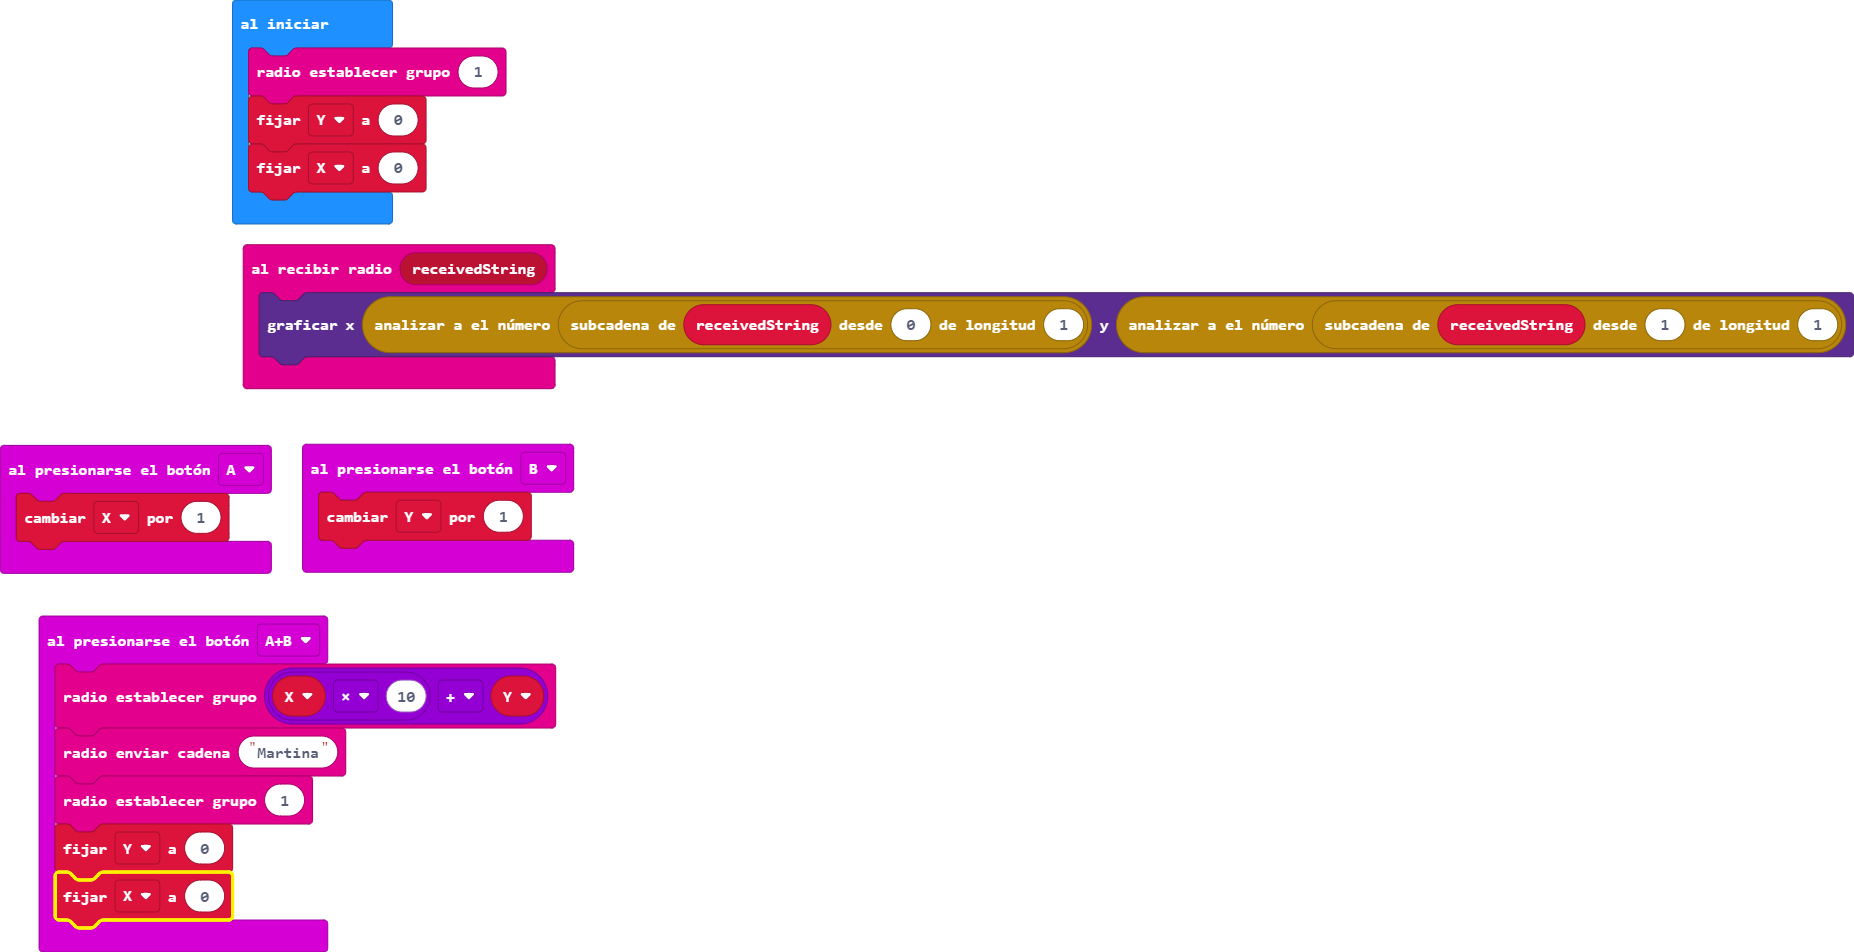 al iniciar
radio establecer grupo 1
fijar Y a 0
fijar X a 0
al recibir radio receivedString
graficar x analizar a el número subcadena de receivedString desde 0 de longitud 1 y analizar a el número subcadena de receivedString desde 1 de longitud 1
al presionarse el botón A
cambiar X por 1
al presionarse el botón B
cambiar Y por 1
al presionarse el botón A+B
radio establecer grupo X × 10 + Y
radio enviar cadena "Martina"
radio establecer grupo 1
fijar Y a 0
fijar X a 0